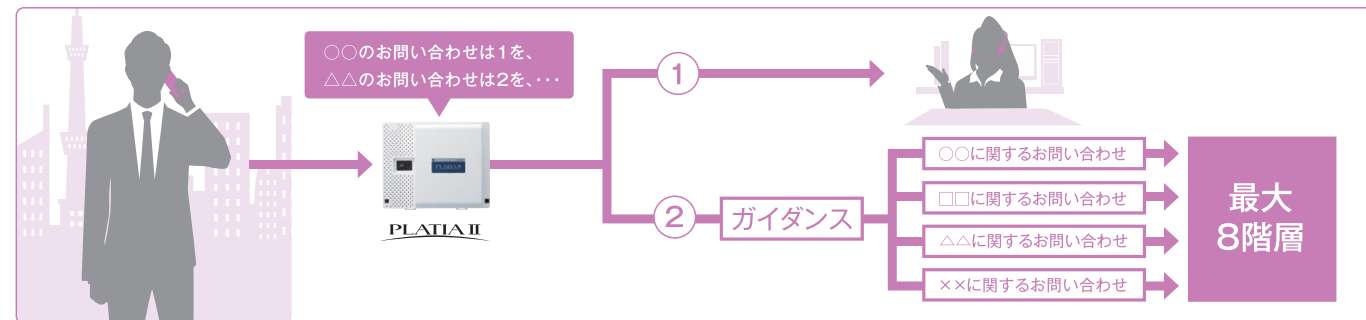 ○○のお問い合わせは1を、
△△のお問い合わせは2を、・・・
PLATIA II
PLATIA II
1
2
ガイダンス
○○に関するお問い合わせ
□□に関するお問い合わせ
△△に関するお問い合わせ
××に関するお問い合わせ
最大
8階層